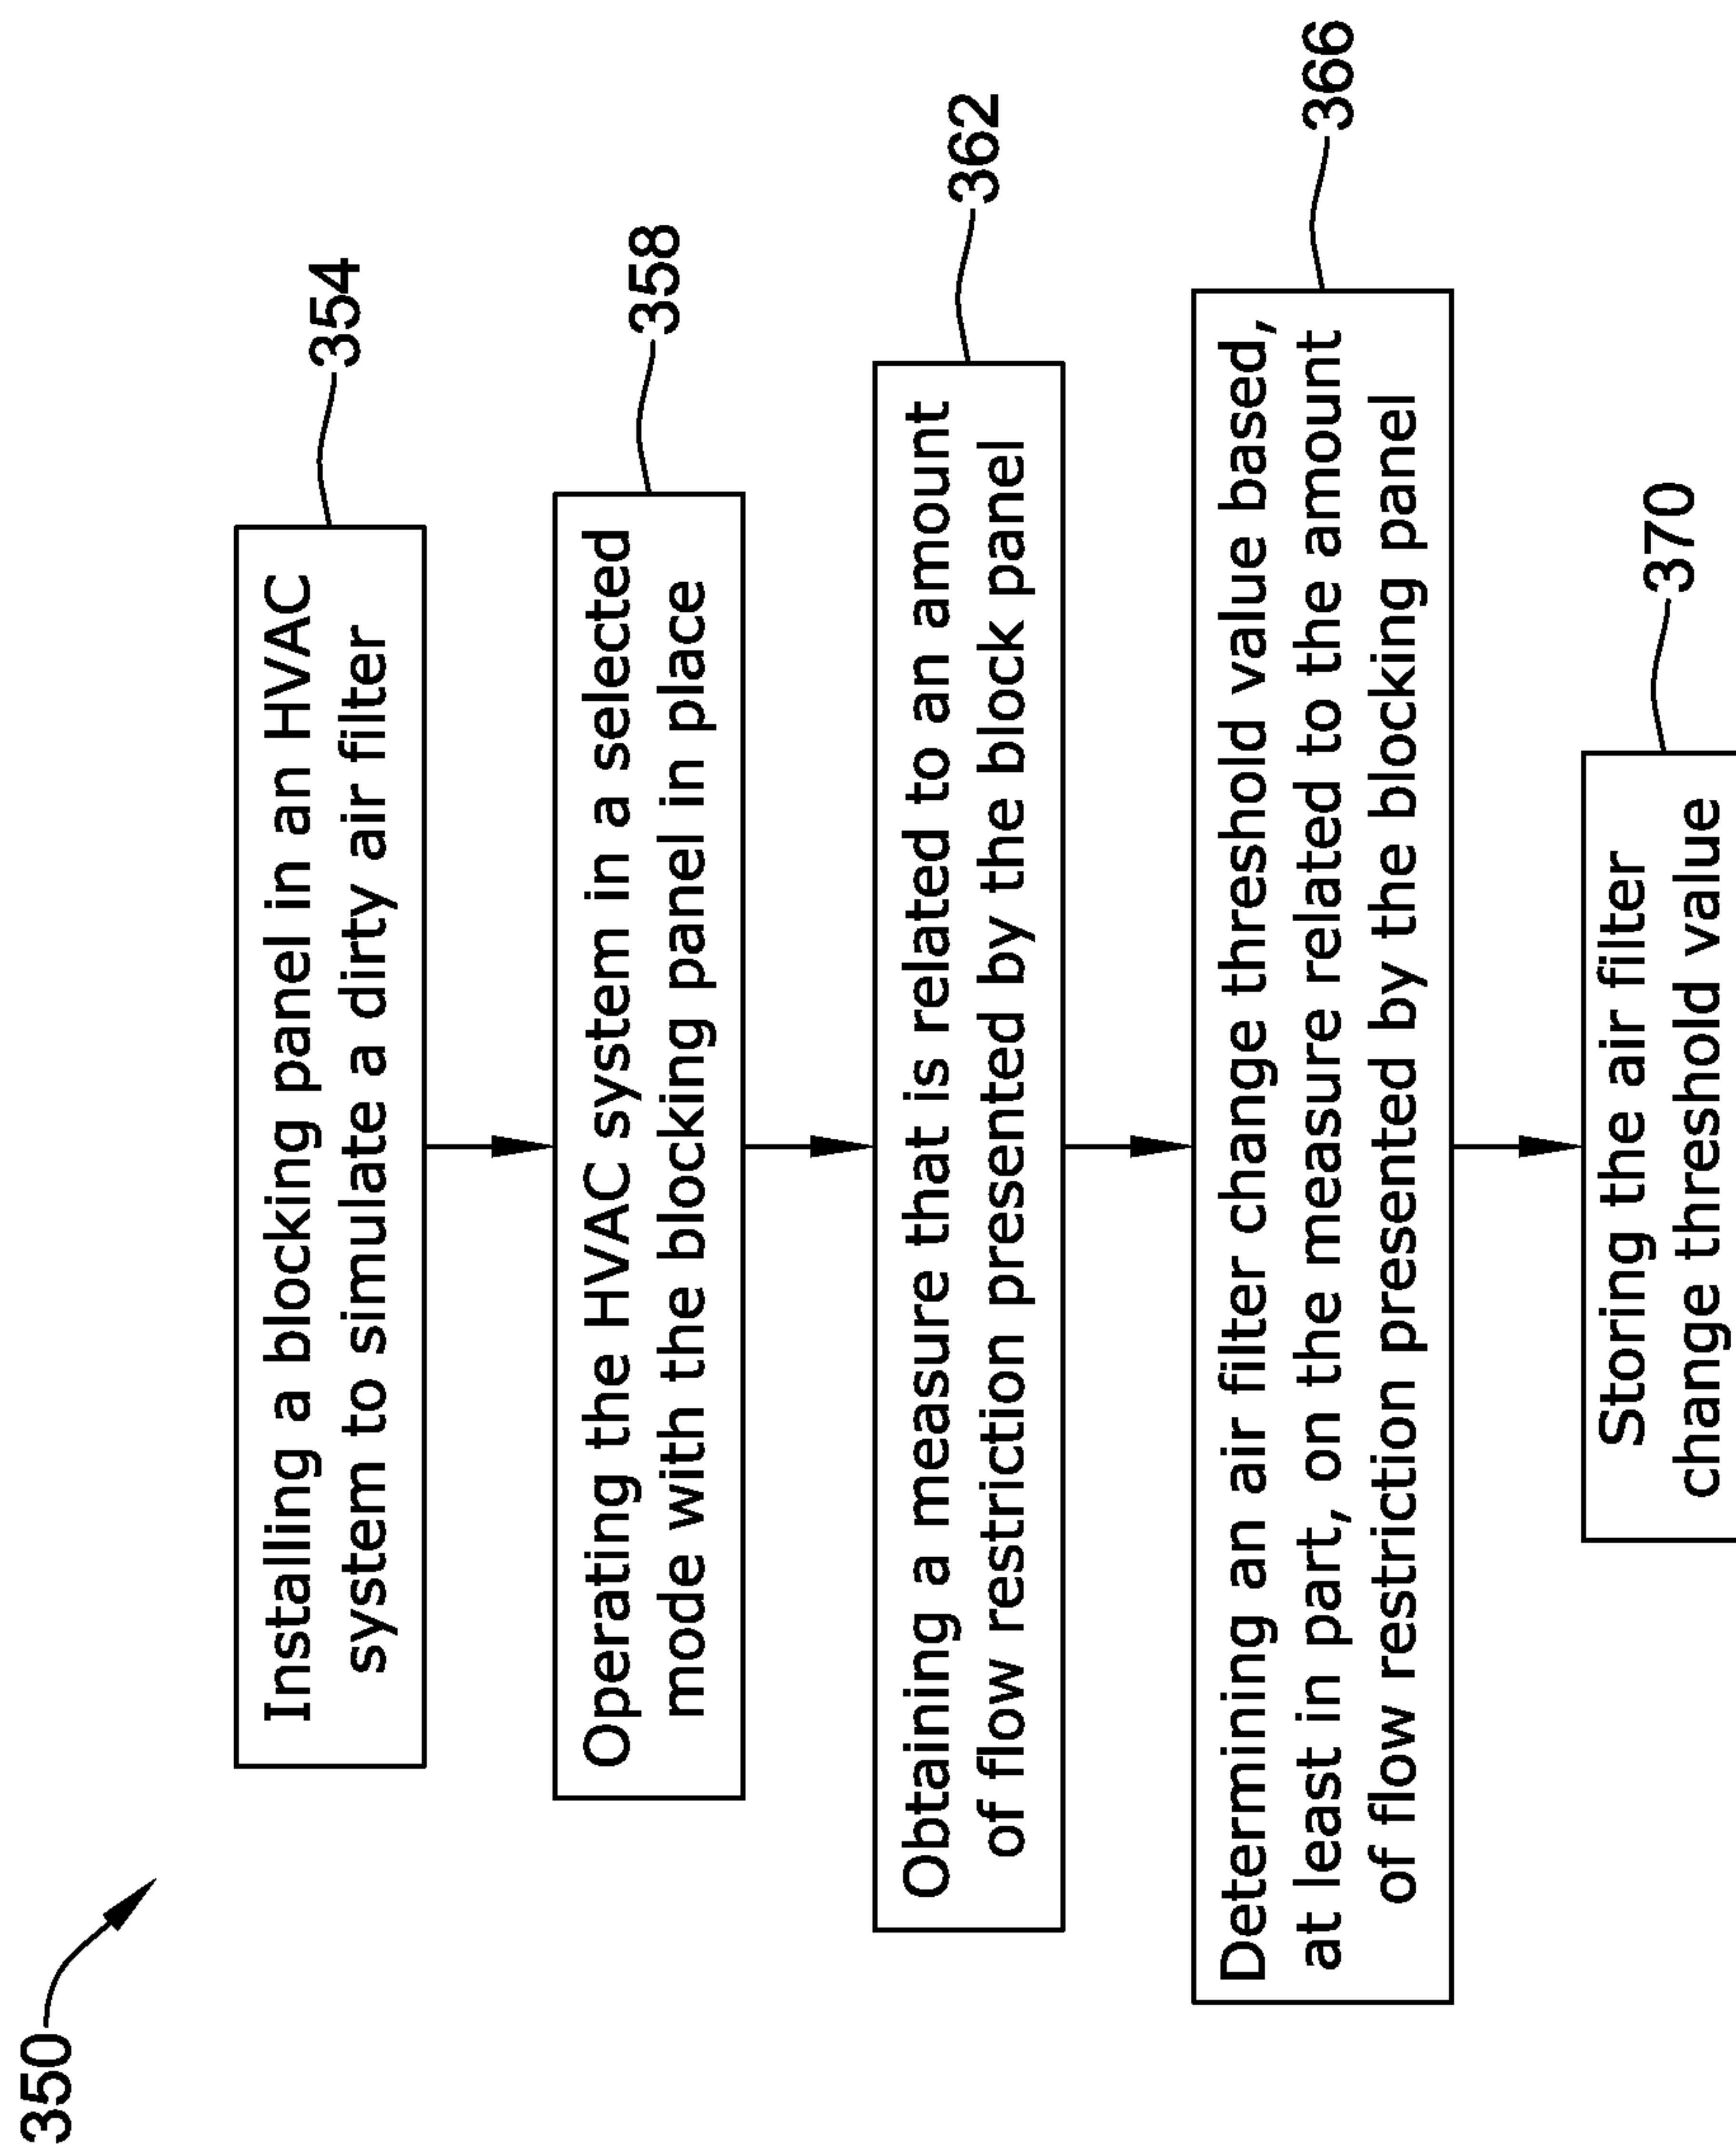 350
Installing a blocking panel in an HVAC
system to simulate a dirty air filter
354
Operating the HVAC system in a selected
mode with the blocking panel in place
358
Obtaining a measure that is related to an amount
of flow restriction presented by the block panel
362
Determining an air filter change threshold value based,
at least in part, on the measure related to the amount
of flow restriction presented by the blocking panel
366
Storing the air filter
change threshold value
370